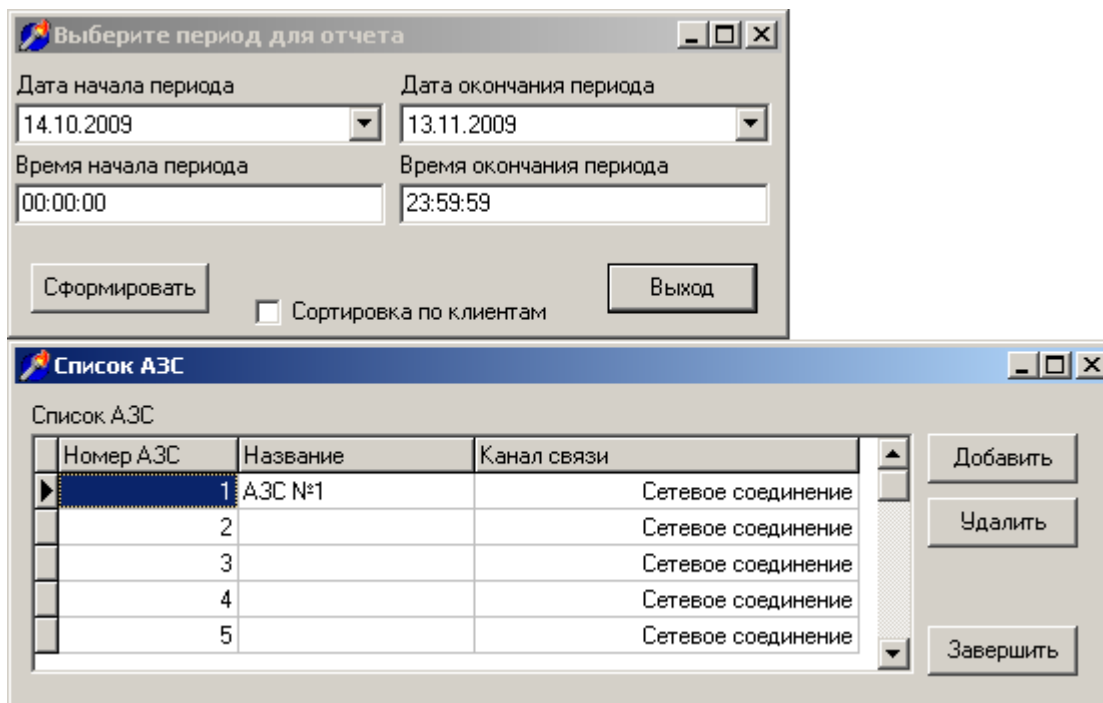 Выберите период для отчета
Дата начала периода Дата окончания периода
14.10.2009 13.11.2009
Время начала периода Время окончания периода
00:00:00 23:59:59
Сформировать Сортировка по клиентам Выход
Список АЗС
Список АЗС
Номер АЗС Название Канал связи
1 АЗС №1 Сетевое соединение
2 Сетевое соединение
3 Сетевое соединение
4 Сетевое соединение
5 Сетевое соединение
Добавить
Удалить
Завершить